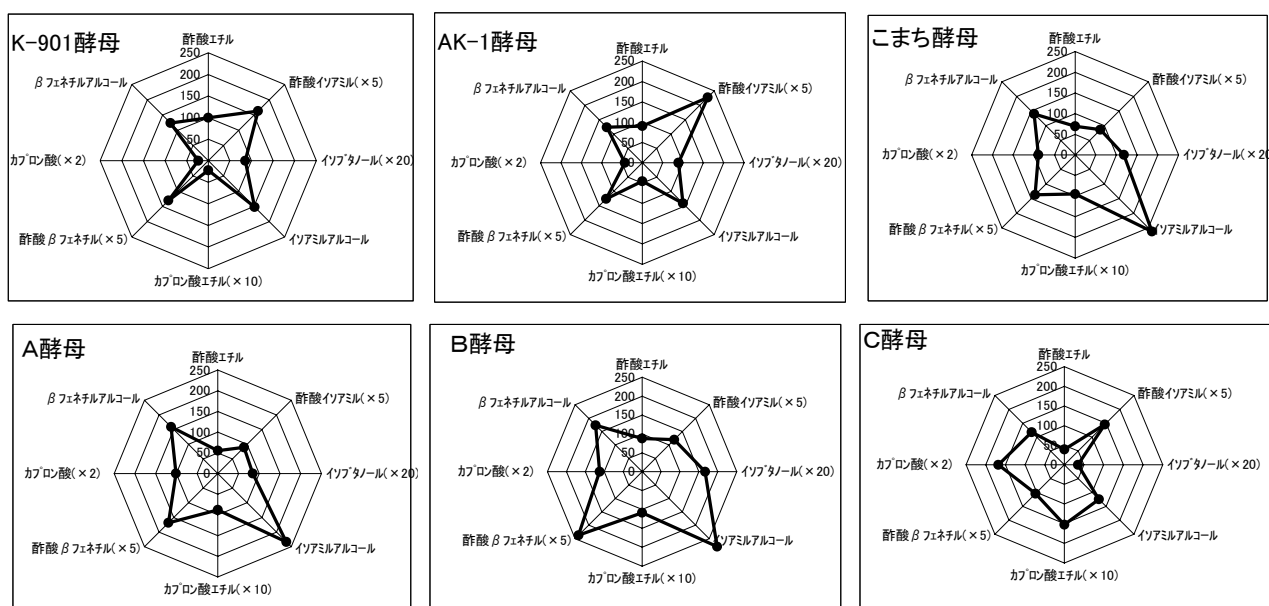 K-901酵母
酢酸エチル
250
200
150
100
50
0
酢酸イソアミル(×5)
イソブタノール(×20)
イソアミルアルコール
カプロン酸エチル(×10)
酢酸βフェネチル(×5)
カプロン酸(×2)
βフェネチルアルコール
AK-1酵母
酢酸エチル
250
200
150
100
50
0
酢酸イソアミル(×5)
イソブタノール(×20)
イソアミルアルコール
カプロン酸エチル(×10)
酢酸βフェネチル(×5)
カプロン酸(×2)
βフェネチルアルコール
こまち酵母
酢酸エチル
250
200
150
100
50
0
酢酸イソアミル(×5)
イソブタノール(×20)
イソアミルアルコール
カプロン酸エチル(×10)
酢酸βフェネチル(×5)
カプロン酸(×2)
βフェネチルアルコール
A酵母
酢酸エチル
250
200
150
100
50
0
酢酸イソアミル(×5)
イソブタノール(×20)
イソアミルアルコール
カプロン酸エチル(×10)
酢酸βフェネチル(×5)
カプロン酸(×2)
βフェネチルアルコール
B酵母
酢酸エチル
250
200
150
100
50
0
酢酸イソアミル(×5)
イソブタノール(×20)
イソアミルアルコール
カプロン酸エチル(×10)
酢酸βフェネチル(×5)
カプロン酸(×2)
βフェネチルアルコール
C酵母
酢酸エチル
250
200
150
100
50
0
酢酸イソアミル(×5)
イソブタノール(×20)
イソアミルアルコール
カプロン酸エチル(×10)
酢酸βフェネチル(×5)
カプロン酸(×2)
βフェネチルアルコール